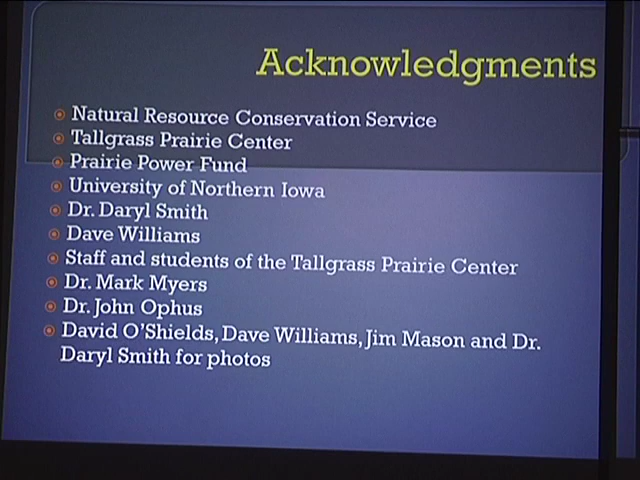 Acknowledgments
Natural Resource Conservation Service
Tallgrass Prairie Center
Prairie Power Fund
University of Northern Iowa
Dr. Daryl Smith
Dave Williams
Staff and students of the Tallgrass Prairie Center
Dr. Mark Myers
Dr. John Ophus
David O'Shields, Dave Williams, Jim Mason and Dr.
Daryl Smith for photos